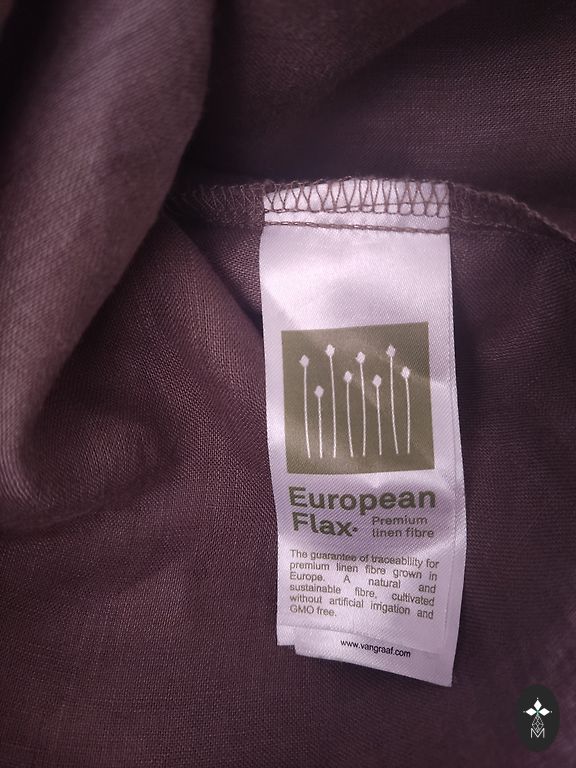 European
Flax.
Premium
linen fibre
The guarantee of traceability for
premium linen fibre grown in
Europe. A natural and
sustainable fibre, cultivated
without artificial irrigation and
GMO free.
www.vangraaf.com
M